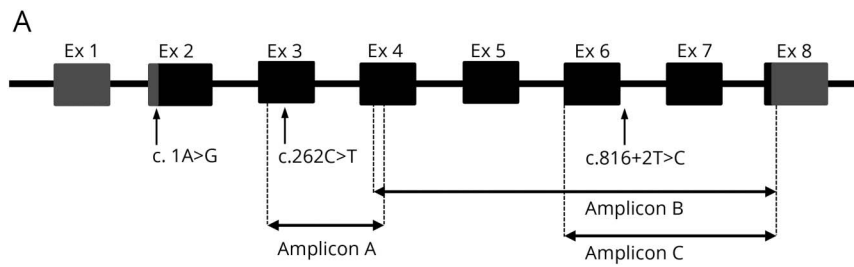 A
Ex 1 Ex 2 Ex 3 Ex 4 Ex 5 Ex 6 Ex 7 Ex 8
c. 1A>G c.262C>T c.816+2T>C
Amplicon B
Amplicon A Amplicon C